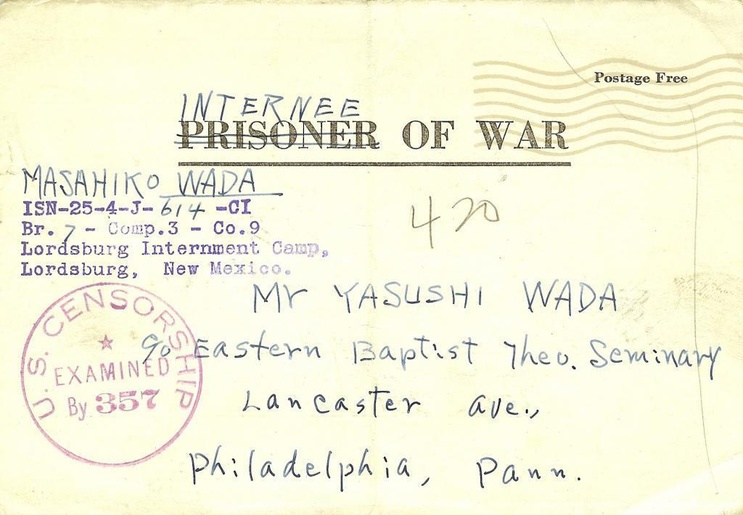 Postage Free
INTERNEE
PRISONER OF WAR
MASAHIKO WADA
ISN-25-4-J-614-CI
Br. 7 - Comp.3 - Co.9
Lordsburg Internment Camp,
Lordsburg, New Mexico.
420
Mr YASUSHI WADA
c/o Eastern Baptist Theo. Seminary
Lancaster ave.,
Philadelphia, Pann.
U.S. CENSORSHIP
EXAMINED
By 357